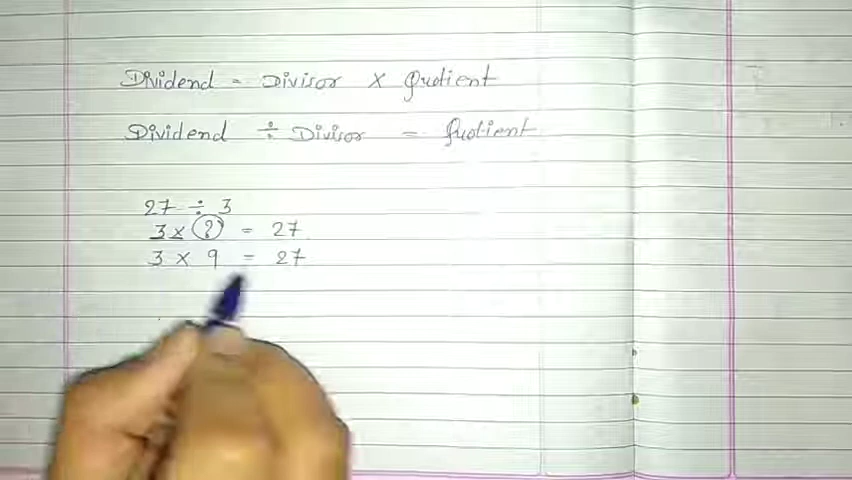 Dividend = Divisor × Quotient
Dividend ÷ Divisor = Quotient
27 ÷ 3
3 × ? = 27
3 × 9 = 27